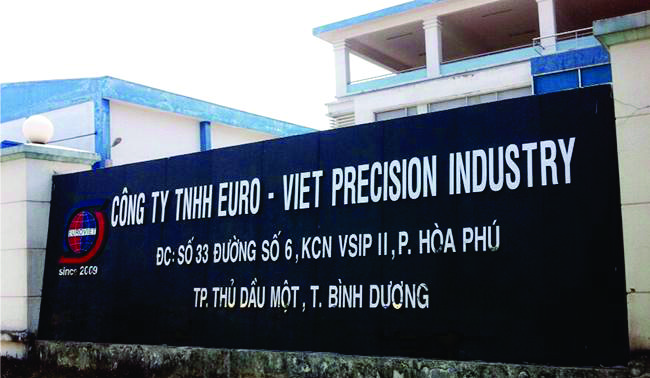 CÔNG TY TNHH EURO - VIET PRECISION INDUSTRY
ĐC: SỐ 33 ĐƯỜNG SỐ 6, KCN VSIP II, P. HÒA PHÚ
TP. THỦ DẦU MỘT, T. BÌNH DƯƠNG
EUROVIET
since 2009